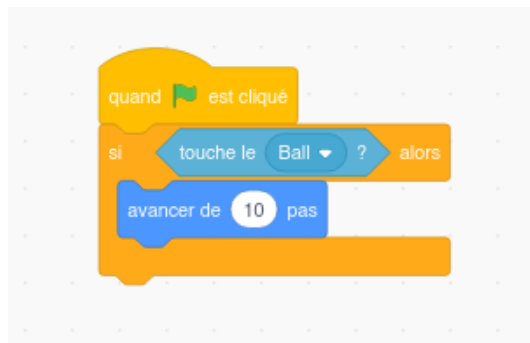 quand est cliqué
si touche le Ball ? alors
avancer de 10 pas